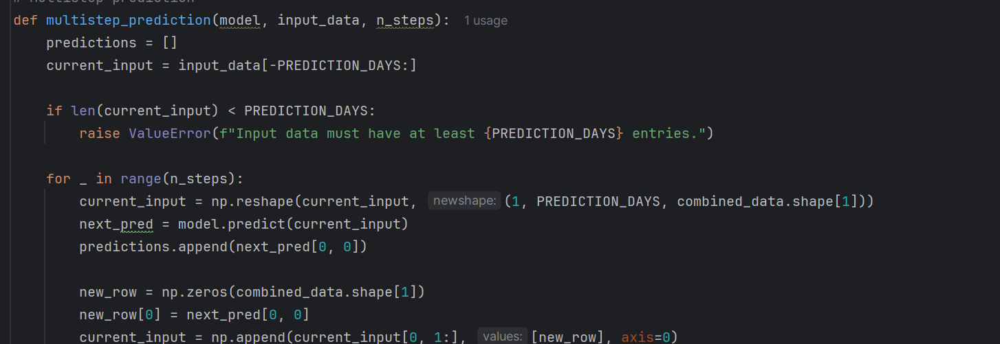 # Multistep prediction
def multistep_prediction(model, input_data, n_steps):  1 usage
    predictions = []
    current_input = input_data[-PREDICTION_DAYS:]

    if len(current_input) < PREDICTION_DAYS:
        raise ValueError(f"Input data must have at least {PREDICTION_DAYS} entries.")

    for _ in range(n_steps):
        current_input = np.reshape(current_input, newshape: (1, PREDICTION_DAYS, combined_data.shape[1]))
        next_pred = model.predict(current_input)
        predictions.append(next_pred[0, 0])

        new_row = np.zeros(combined_data.shape[1])
        new_row[0] = next_pred[0, 0]
        current_input = np.append(current_input[0, 1:], values: [new_row], axis=0)